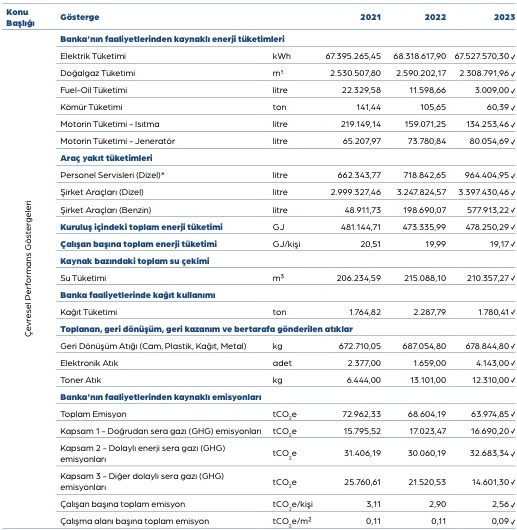 Konu Başlığı Gösterge 2021 2022 2023
Banka’nın faaliyetlerinden kaynaklı enerji tüketimleri
Elektrik Tüketimi kWh 67.395.265,45 68.318.617,90 67.527.570,30 ✓
Doğalgaz Tüketimi m³ 2.530.507,80 2.590.202,17 2.308.791,96 ✓
Fuel-Oil Tüketimi litre 22.329,58 11.598,66 3.009,00 ✓
Kömür Tüketimi ton 141,44 105,65 60,39 ✓
Motorin Tüketimi - Isıtma litre 219.149,14 159.071,25 134.253,46 ✓
Motorin Tüketimi - Jeneratör litre 65.207,97 73.780,84 80.054,69 ✓
Araç yakıt tüketimleri
Personel Servisleri (Dizel)* litre 662.343,77 718.842,65 964.404,95 ✓
Şirket Araçları (Dizel) litre 2.999.327,46 3.247.824,57 3.397.430,46 ✓
Şirket Araçları (Benzin) litre 48.911,73 198.690,07 577.913,22 ✓
Kuruluş içindeki toplam enerji tüketimi GJ 481.144,71 473.335,99 478.250,29 ✓
Çalışan başına toplam enerji tüketimi GJ/kişi 20,51 19,99 19,17 ✓
Kaynak bazındaki toplam su çekimi
Su Tüketimi m³ 206.234,59 215.088,10 210.357,27 ✓
Banka faaliyetlerinde kağıt kullanımı
Kağıt Tüketimi ton 1.764,82 2.287,79 1.780,41 ✓
Toplanan, geri dönüşüm, geri kazanım ve bertarafa gönderilen atıklar
Geri Dönüşüm Atığı (Cam, Plastik, Kağıt, Metal) kg 672.710,05 687.054,80 678.844,80 ✓
Elektronik Atık adet 2.377,00 1.659,00 4.143,00 ✓
Toner Atık kg 6.444,00 13.101,00 12.310,00 ✓
Banka’nın faaliyetlerinden kaynaklı emisyonları
Toplam Emisyon tCO₂e 72.962,33 68.604,19 63.974,85 ✓
Kapsam 1 - Doğrudan sera gazı (GHG) emisyonları tCO₂e 15.795,52 17.023,47 16.690,20 ✓
Kapsam 2 - Dolaylı enerji sera gazı (GHG) emisyonları tCO₂e 31.406,19 30.060,19 32.683,34 ✓
Kapsam 3 - Diğer dolaylı sera gazı (GHG) emisyonları tCO₂e 25.760,61 21.520,53 14.601,30 ✓
Çalışan başına toplam emisyon tCO₂e/kişi 3,11 2,90 2,56 ✓
Çalışma alanı başına toplam emisyon tCO₂e/m² 0,11 0,11 0,09 ✓
Çevresel Performans Göstergeleri